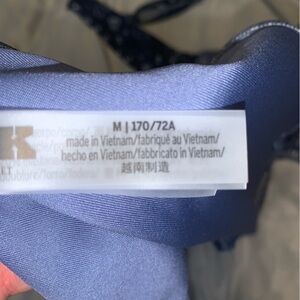 M | 170/72A
made in Vietnam/fabriqué au Vietnam/
hecho en Vietnam/fabbricato in Vietnam/
越南制造